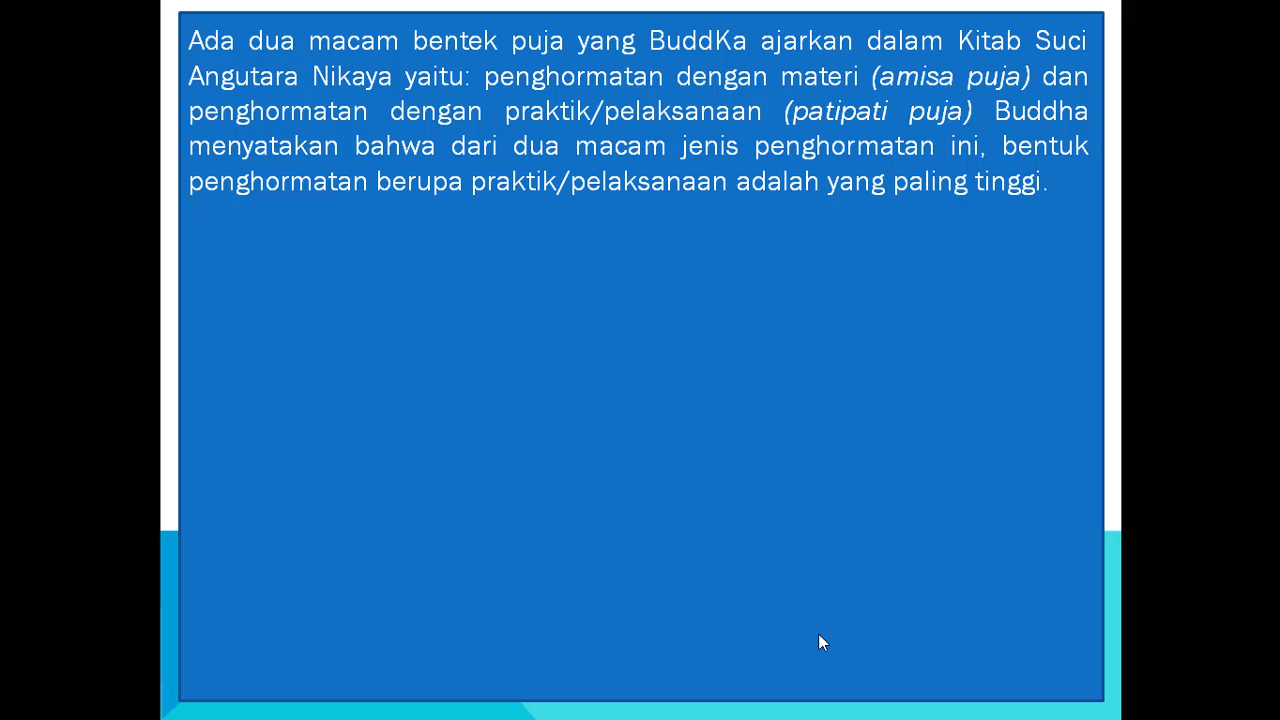 Ada dua macam bentek puja yang BuddKa ajarkan dalam Kitab Suci
Angutara Nikaya yaitu: penghormatan dengan materi (amisa puja) dan
penghormatan dengan praktik/pelaksanaan (patipati puja) Buddha
menyatakan bahwa dari dua macam jenis penghormatan ini, bentuk
penghormatan berupa praktik/pelaksanaan adalah yang paling tinggi.